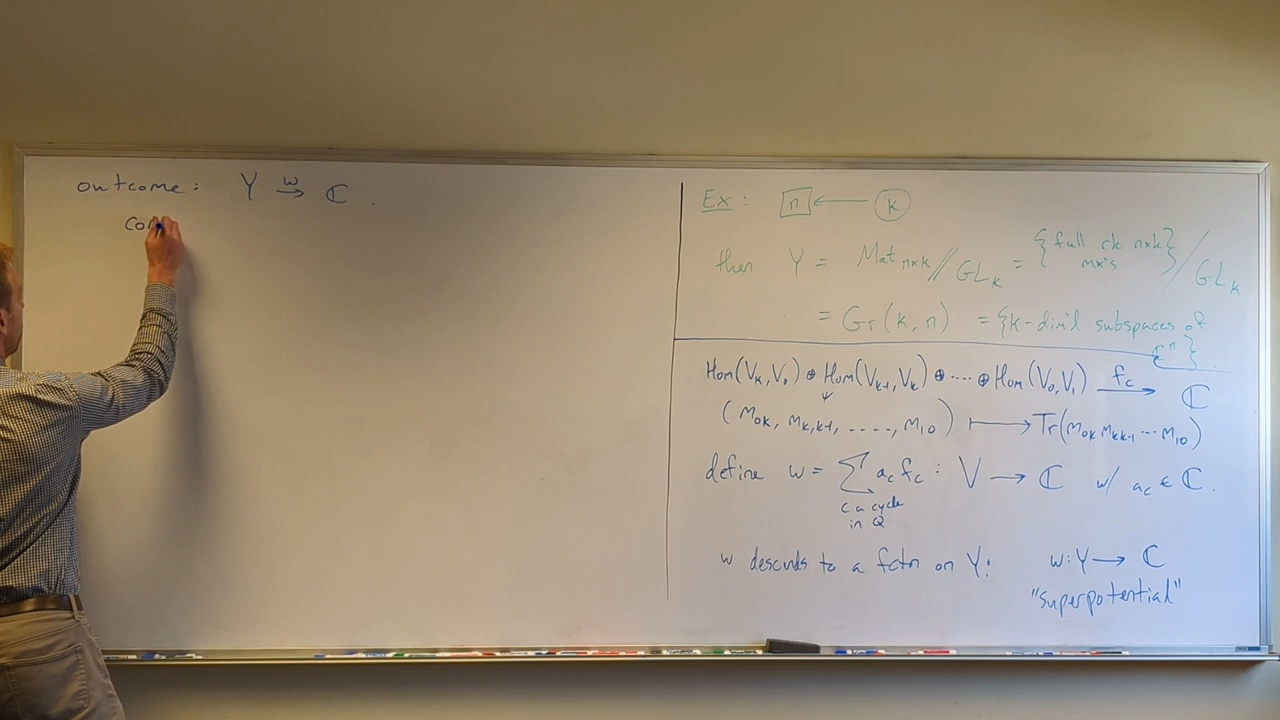 outcome: Y →^w ℂ .
con
Ex: [n] ← (k)
then Y = Mat_{n×k} // GL_k = {full rk n×k mx's} / GL_k
= Gr(k, n) = {k-dim'l subspaces of ℂ^n}.
Hom(V_k, V_0) ⊕ Hom(V_{k-1}, V_k) ⊕ ---- ⊕ Hom(V_0, V_1) →^{f_c} ℂ
(m_{0k}, m_{k,k-1}, ----, m_{10}) ↦ Tr(m_{0k} m_{kk-1} ··· m_{10})
define w = Σ_{c a cycle in Q} a_c f_c : V → ℂ w/ a_c ∈ ℂ.
w descends to a fctn on Y: w: Y → ℂ
"superpotential"